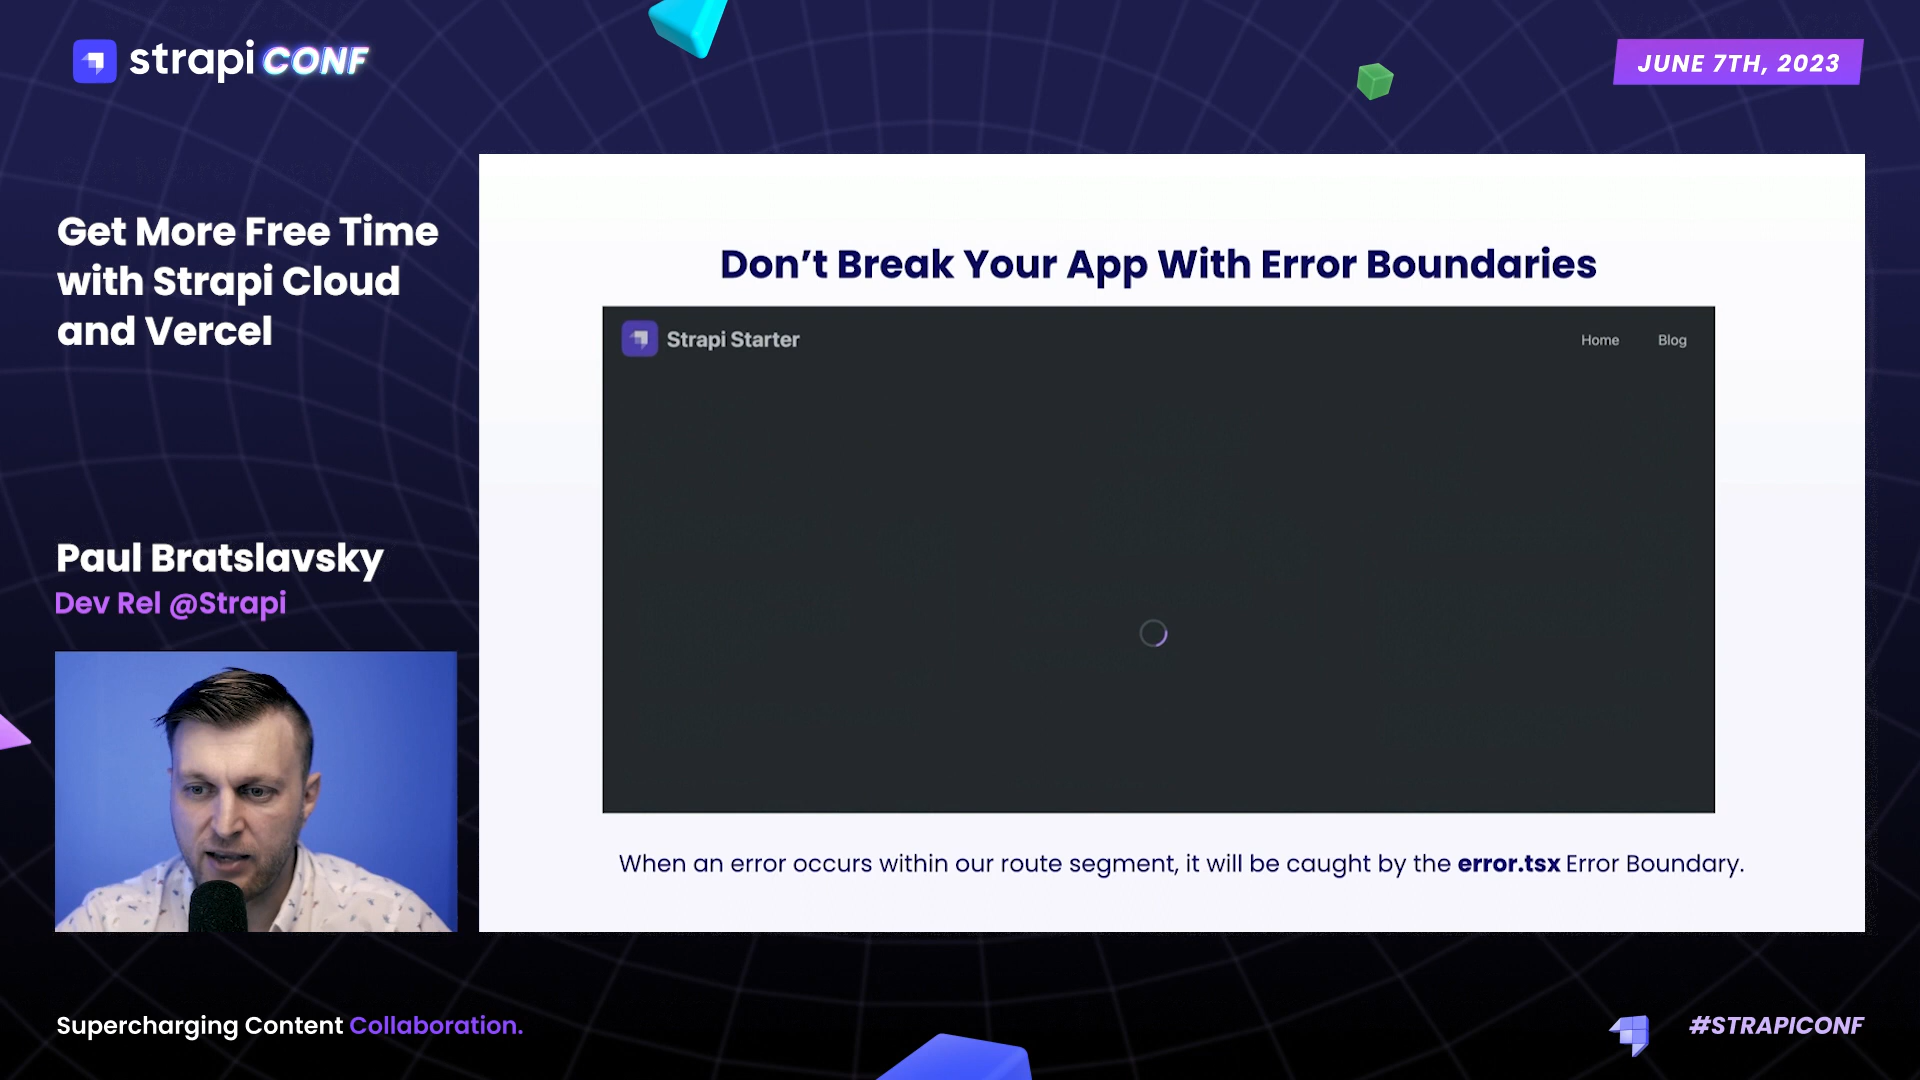 strapi CONF
JUNE 7TH, 2023
Get More Free Time
with Strapi Cloud
and Vercel
Paul Bratslavsky
Dev Rel @Strapi
Don’t Break Your App With Error Boundaries
Strapi Starter
Home
Blog
When an error occurs within our route segment, it will be caught by the error.tsx Error Boundary.
Supercharging Content Collaboration.
#STRAPICONF